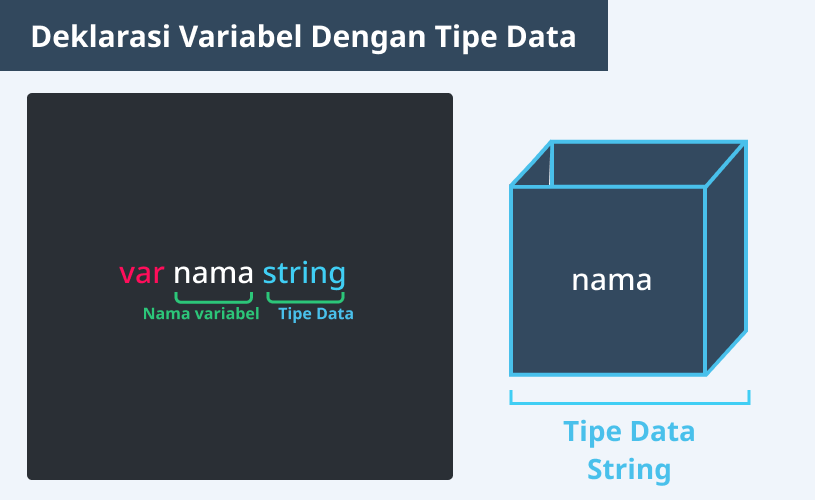 Deklarasi Variabel Dengan Tipe Data
var nama string
Nama variabel Tipe Data
nama
Tipe Data
String